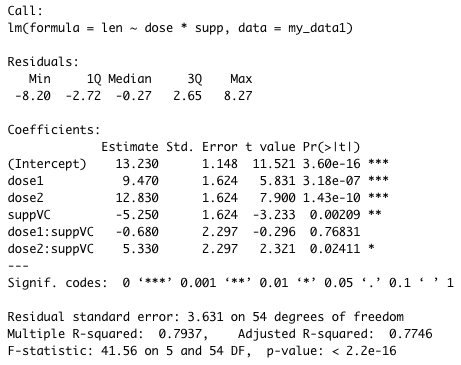 Call:
lm(formula = len ~ dose * supp, data = my_data1)
Residuals:
Min 1Q Median 3Q Max
-8.20 -2.72 -0.27 2.65 8.27
Coefficients:
Estimate Std. Error t value Pr(>|t|)
(Intercept) 13.230 1.148 11.521 3.60e-16 ***
dose1 9.470 1.624 5.831 3.18e-07 ***
dose2 12.830 1.624 7.900 1.43e-10 ***
suppVC -5.250 1.624 -3.233 0.00209 **
dose1:suppVC -0.680 2.297 -0.296 0.76831
dose2:suppVC 5.330 2.297 2.321 0.02411 *
---
Signif. codes: 0 ‘***’ 0.001 ‘**’ 0.01 ‘*’ 0.05 ‘.’ 0.1 ‘ ’ 1
Residual standard error: 3.631 on 54 degrees of freedom
Multiple R-squared: 0.7937, Adjusted R-squared: 0.7746
F-statistic: 41.56 on 5 and 54 DF, p-value: < 2.2e-16